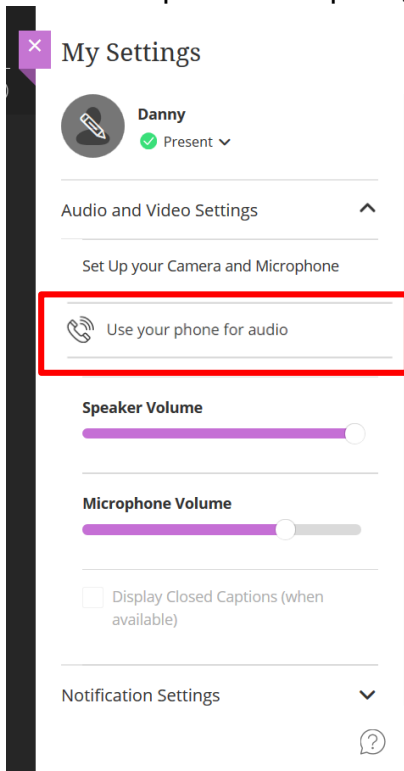 My Settings
Danny
Present
Audio and Video Settings
Set Up your Camera and Microphone
Use your phone for audio
Speaker Volume
Microphone Volume
Display Closed Captions (when
available)
Notification Settings
?